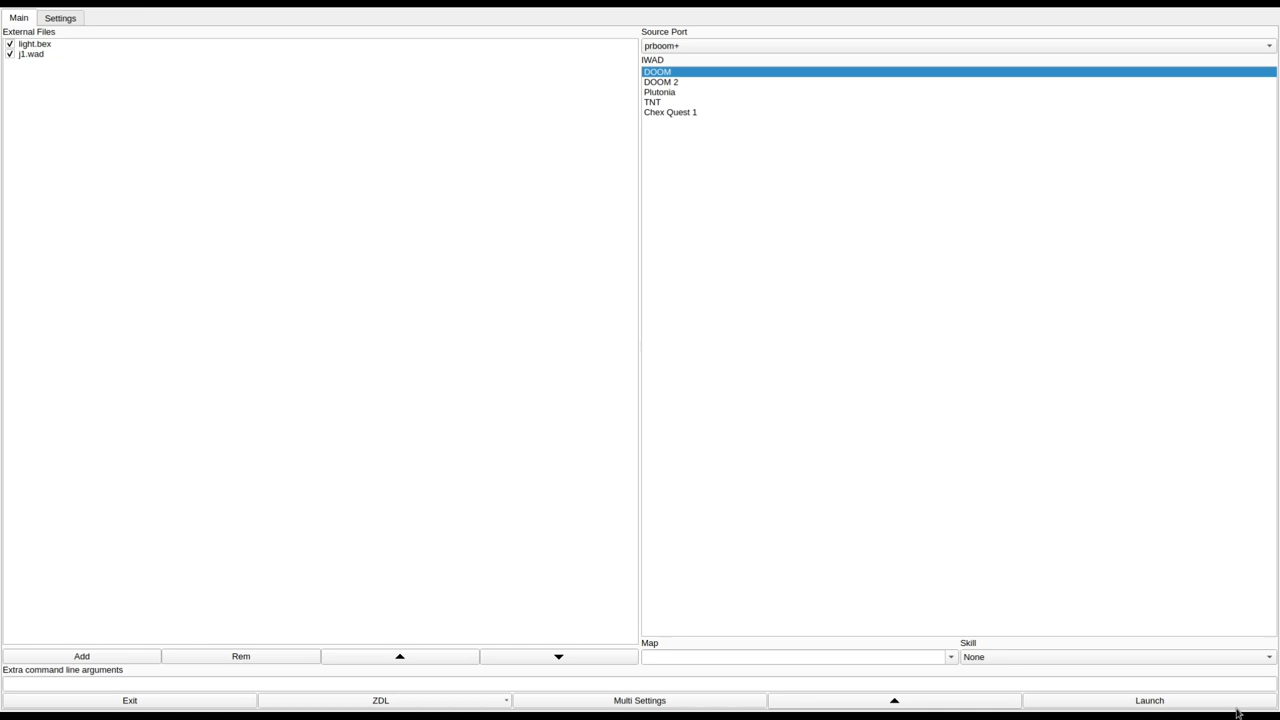 Main Settings
External Files
light.bex
j1.wad
Source Port
prboom+
IWAD
DOOM
DOOM 2
Plutonia
TNT
Chex Quest 1
Add Rem
Map Skill
None
Extra command line arguments
Exit ZDL Multi Settings Launch